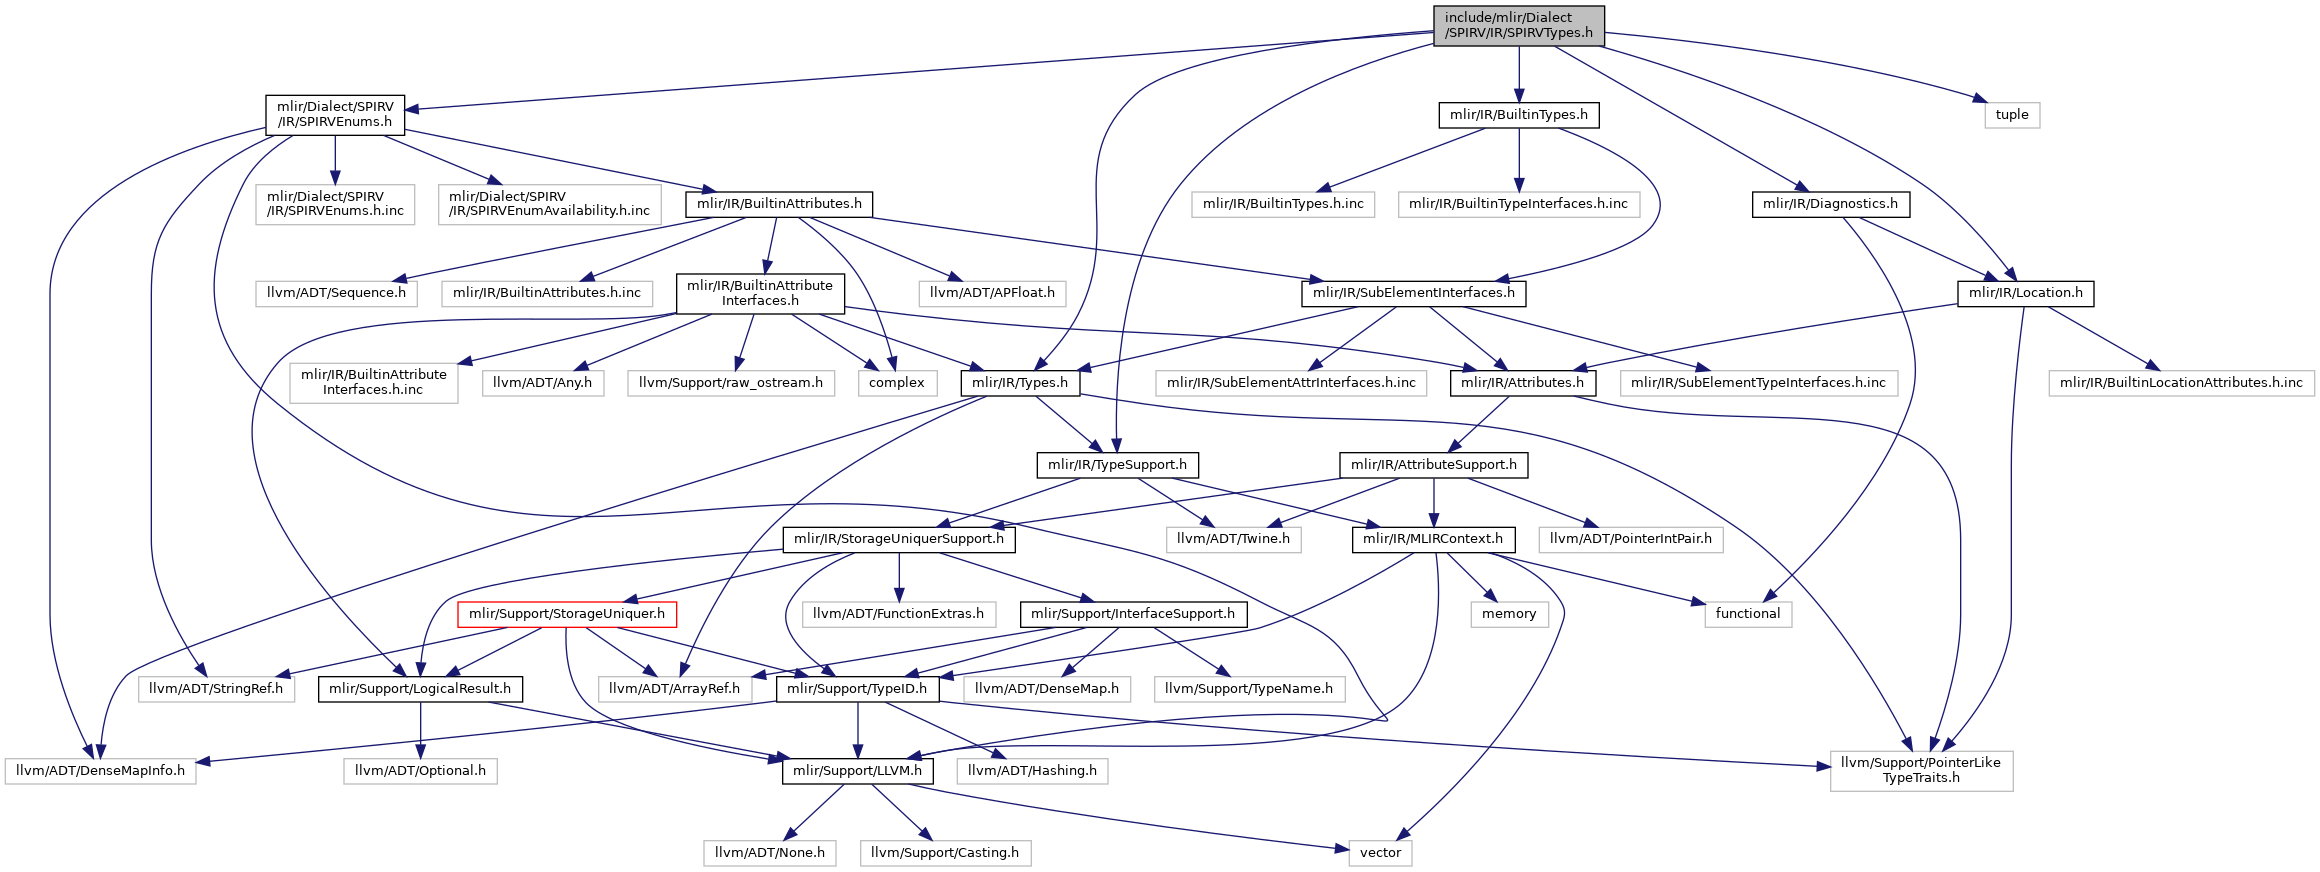 include/mlir/Dialect
/SPIRV/IR/SPIRVTypes.h
mlir/Dialect/SPIRV
/IR/SPIRVEnums.h
mlir/IR/BuiltinTypes.h
tuple
mlir/Dialect/SPIRV
/IR/SPIRVEnums.h.inc
mlir/Dialect/SPIRV
/IR/SPIRVEnumAvailability.h.inc
mlir/IR/BuiltinAttributes.h
mlir/IR/BuiltinTypes.h.inc
mlir/IR/BuiltinTypeInterfaces.h.inc
mlir/IR/Diagnostics.h
llvm/ADT/Sequence.h
mlir/IR/BuiltinAttributes.h.inc
mlir/IR/BuiltinAttribute
Interfaces.h
llvm/ADT/APFloat.h
mlir/IR/SubElementInterfaces.h
mlir/IR/Location.h
mlir/IR/BuiltinAttribute
Interfaces.h.inc
llvm/ADT/Any.h
llvm/Support/raw_ostream.h
complex
mlir/IR/Types.h
mlir/IR/SubElementAttrInterfaces.h.inc
mlir/IR/Attributes.h
mlir/IR/SubElementTypeInterfaces.h.inc
mlir/IR/BuiltinLocationAttributes.h.inc
mlir/IR/TypeSupport.h
mlir/IR/AttributeSupport.h
mlir/IR/StorageUniquerSupport.h
llvm/ADT/Twine.h
mlir/IR/MLIRContext.h
llvm/ADT/PointerIntPair.h
mlir/Support/StorageUniquer.h
llvm/ADT/FunctionExtras.h
mlir/Support/InterfaceSupport.h
memory
functional
llvm/ADT/StringRef.h
mlir/Support/LogicalResult.h
llvm/ADT/ArrayRef.h
mlir/Support/TypeID.h
llvm/ADT/DenseMap.h
llvm/Support/TypeName.h
llvm/ADT/DenseMapInfo.h
llvm/ADT/Optional.h
mlir/Support/LLVM.h
llvm/ADT/Hashing.h
llvm/Support/PointerLike
TypeTraits.h
llvm/ADT/None.h
llvm/Support/Casting.h
vector